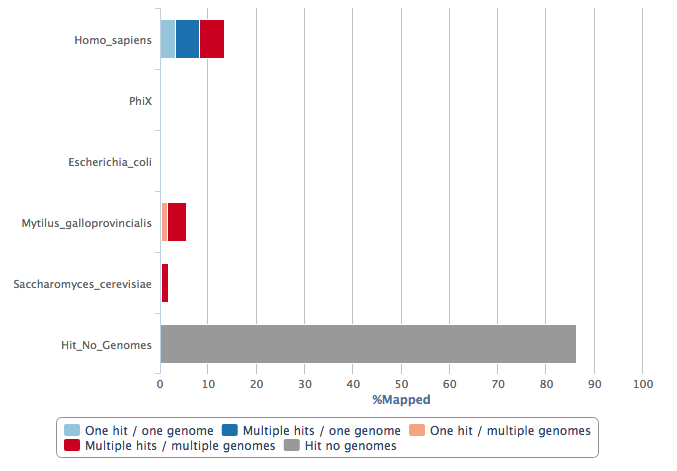 Homo_sapiens
PhiX
Escherichia_coli
Mytilus_galloprovincialis
Saccharomyces_cerevisiae
Hit_No_Genomes
0 10 20 30 40 50 60 70 80 90 100
%Mapped
One hit / one genome Multiple hits / one genome One hit / multiple genomes
Multiple hits / multiple genomes Hit no genomes